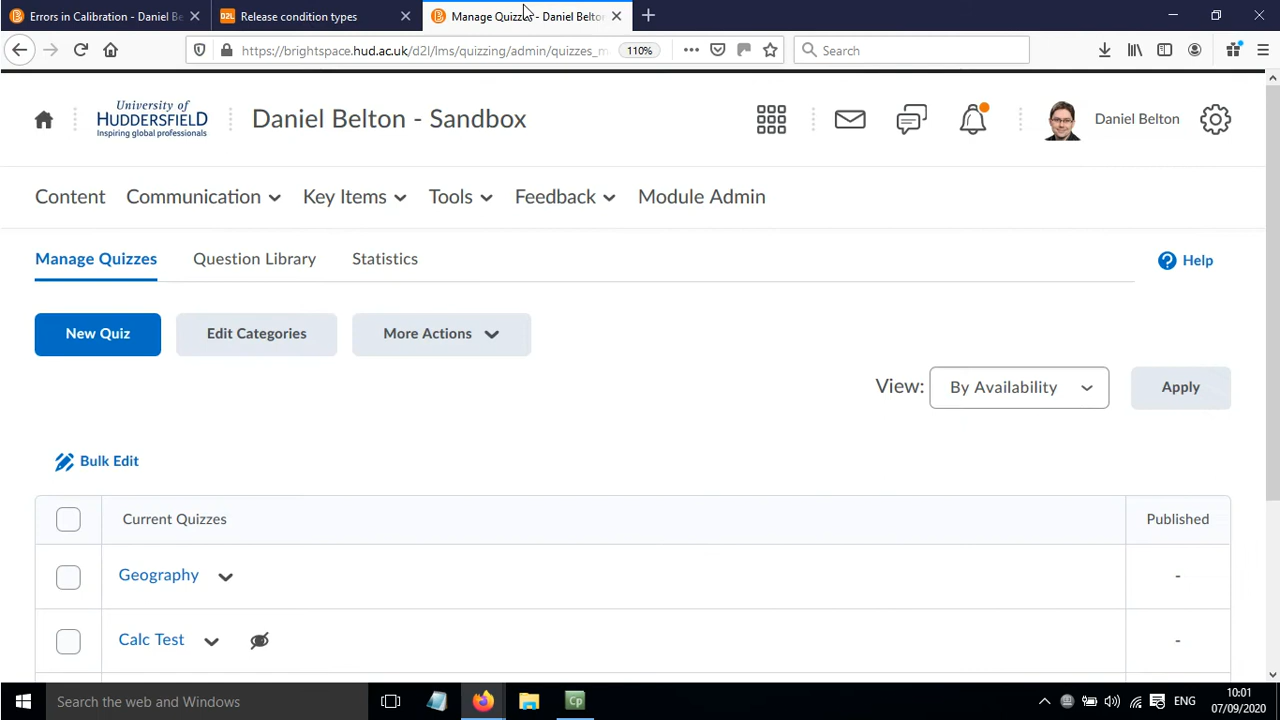 Errors in Calibration - Daniel Be
Release condition types
Manage Quizzes - Daniel Belton
https://brightspace.hud.ac.uk/d2l/lms/quizzing/admin/quizzes_m
110%
Search
University of
HUDDERSFIELD
Inspiring global professionals
Daniel Belton - Sandbox
Daniel Belton
Content
Communication
Key Items
Tools
Feedback
Module Admin
Manage Quizzes
Question Library
Statistics
Help
New Quiz
Edit Categories
More Actions
View:
By Availability
Apply
Bulk Edit
Current Quizzes
Published
Geography
-
Calc Test
-
Search the web and Windows
Cp
ENG
10:01
07/09/2020